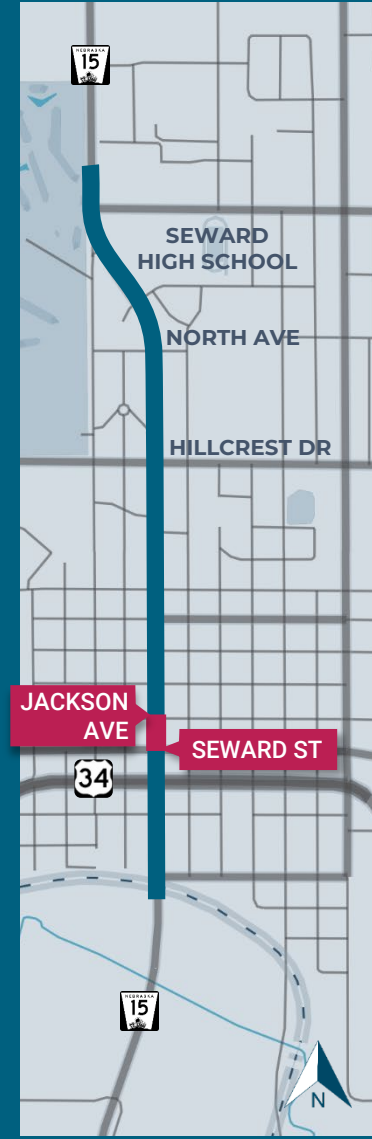 NEBRASKA
15
SEWARD
HIGH SCHOOL
NORTH AVE
HILLCREST DR
JACKSON
AVE
SEWARD ST
34
NEBRASKA
15
N